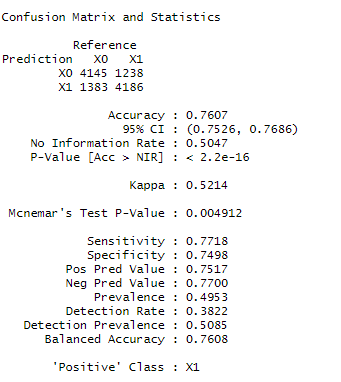 Confusion Matrix and Statistics
Reference
Prediction X0 X1
X0 4145 1238
X1 1383 4186
Accuracy : 0.7607
95% CI : (0.7526, 0.7686)
No Information Rate : 0.5047
P-Value [Acc > NIR] : < 2.2e-16
Kappa : 0.5214
Mcnemar's Test P-Value : 0.004912
Sensitivity : 0.7718
Specificity : 0.7498
Pos Pred Value : 0.7517
Neg Pred Value : 0.7700
Prevalence : 0.4953
Detection Rate : 0.3822
Detection Prevalence : 0.5085
Balanced Accuracy : 0.7608
'Positive' Class : X1